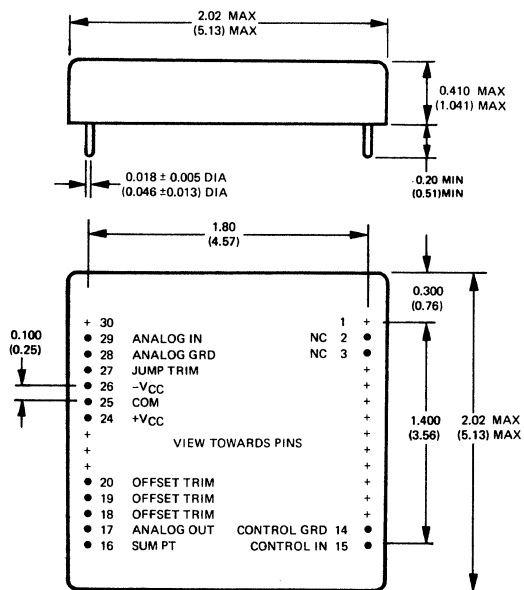 2.02 MAX
(5.13) MAX
0.410 MAX
(1.041) MAX
0.018 ± 0.005 DIA
(0.046 ±0.013) DIA
0.20 MIN
(0.51)MIN
1.80
(4.57)
0.300
(0.76)
0.100
(0.25)
+ 30
1 +
● 29 ANALOG IN
NC 2 ●
● 28 ANALOG GRD
NC 3 ●
● 27 JUMP TRIM
+
● 26 –VCC
+
● 25 COM
+
● 24 +VCC
+
1.400
(3.56)
2.02 MAX
(5.13) MAX
+
VIEW TOWARDS PINS
+
+
+
+
+
● 20 OFFSET TRIM
+
● 19 OFFSET TRIM
+
● 18 OFFSET TRIM
+
● 17 ANALOG OUT
CONTROL GRD 14 ●
● 16 SUM PT
CONTROL IN 15 ●